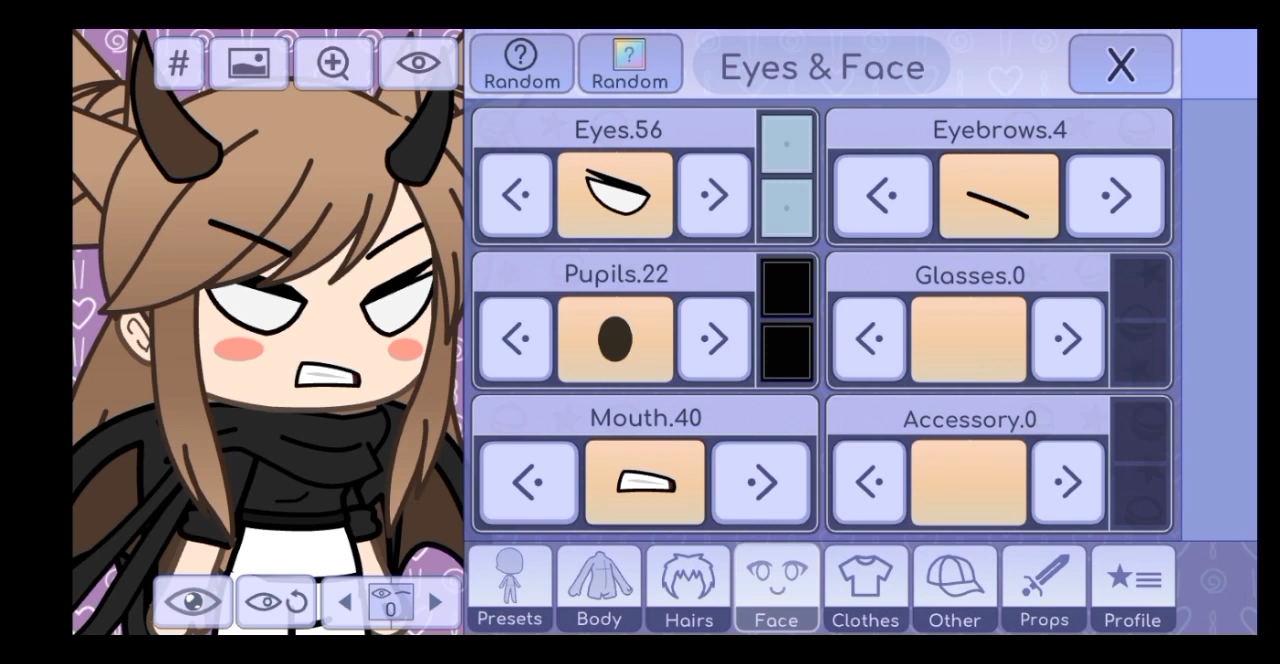 #
?
Random
?
Random
Eyes & Face
X
Eyes.56
Eyebrows.4
Pupils.22
Glasses.0
Mouth.40
Accessory.0
0
Presets
Body
Hairs
Face
Clothes
Other
Props
Profile